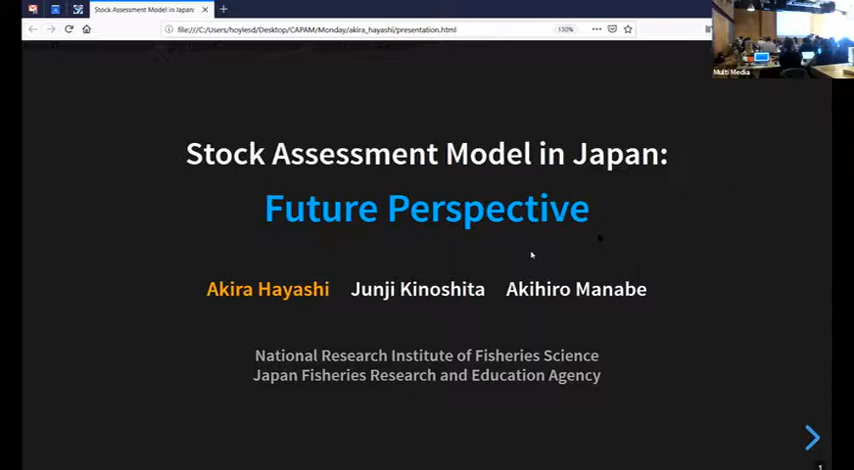 Stock Assessment Model in Japan:
file:///C:/Users/hoylesd/Desktop/CAPAM/Monday/akira_hayashi/presentation.html
130%
Multi Media
Stock Assessment Model in Japan:
Future Perspective
Akira Hayashi Junji Kinoshita Akihiro Manabe
National Research Institute of Fisheries Science
Japan Fisheries Research and Education Agency
1